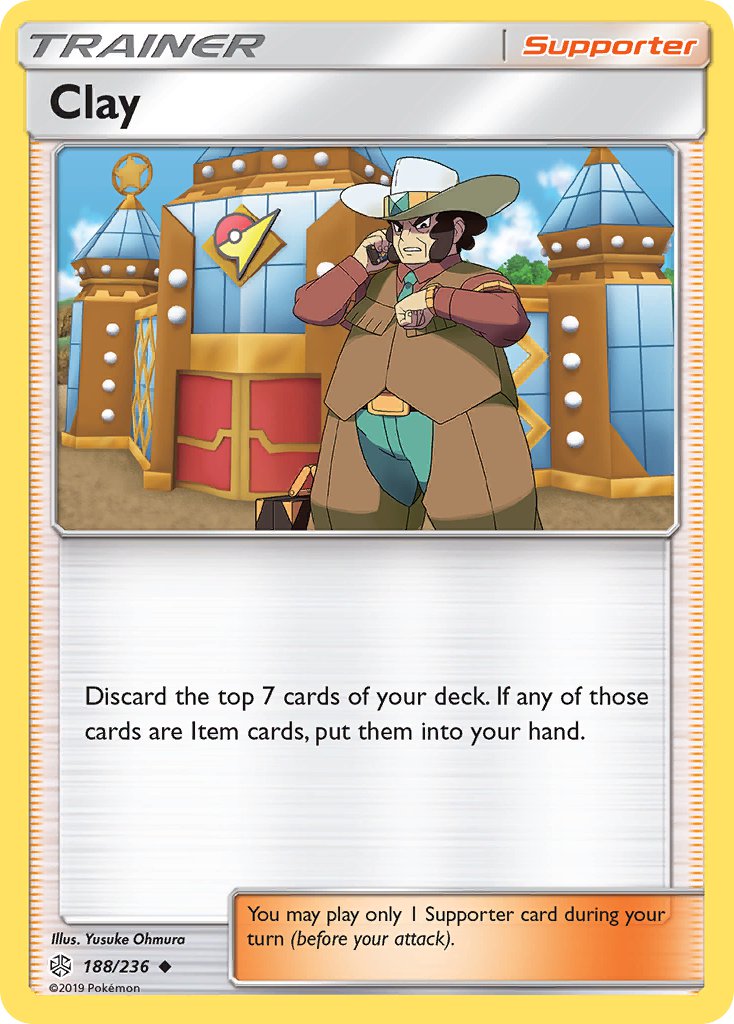 TRAINER
Supporter
Clay
Discard the top 7 cards of your deck. If any of those
cards are Item cards, put them into your hand.
You may play only 1 Supporter card during your
turn (before your attack).
Illus. Yusuke Ohmura
188/236
©2019 Pokémon